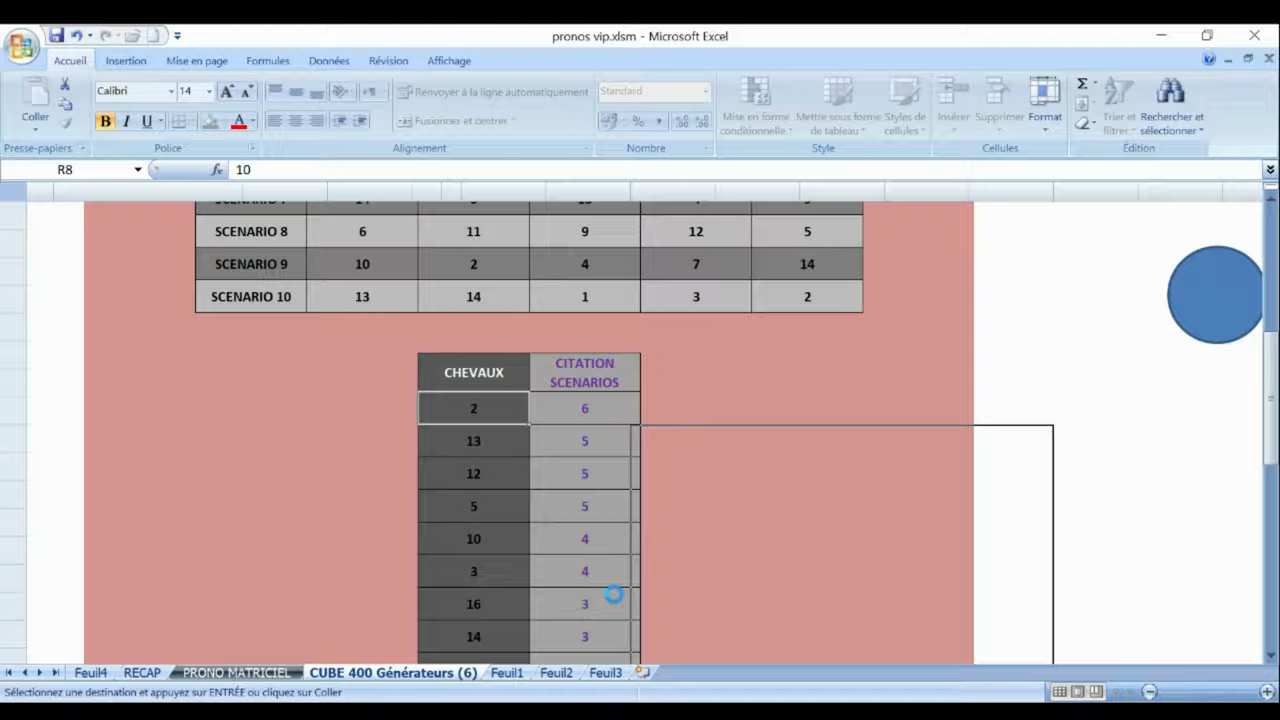 pronos vip.xlsm - Microsoft Excel
Accueil Insertion Mise en page Formules Données Révision Affichage
Calibri 14 Renvoyer à la ligne automatiquement Standard
Coller
G I S Fusionner et centrer % Mise en forme conditionnelle Mettre sous forme de tableau Styles de cellules Insérer Supprimer Format Trier et filtrer Rechercher et sélectionner
Presse-papiers Police Alignement Nombre Style Cellules Édition
R8 fx 10
SCENARIO 8 6 11 9 12 5
SCENARIO 9 10 2 4 7 14
SCENARIO 10 13 14 1 3 2
CHEVAUX CITATION SCENARIOS
2 6
13 5
12 5
5 5
10 4
3 4
16 3
14 3
Feuil4 RECAP PRONO MATRICIEL CUBE 400 Générateurs (6) Feuil1 Feuil2 Feuil3
Sélectionnez une destination et appuyez sur ENTRÉE ou cliquez sur Coller